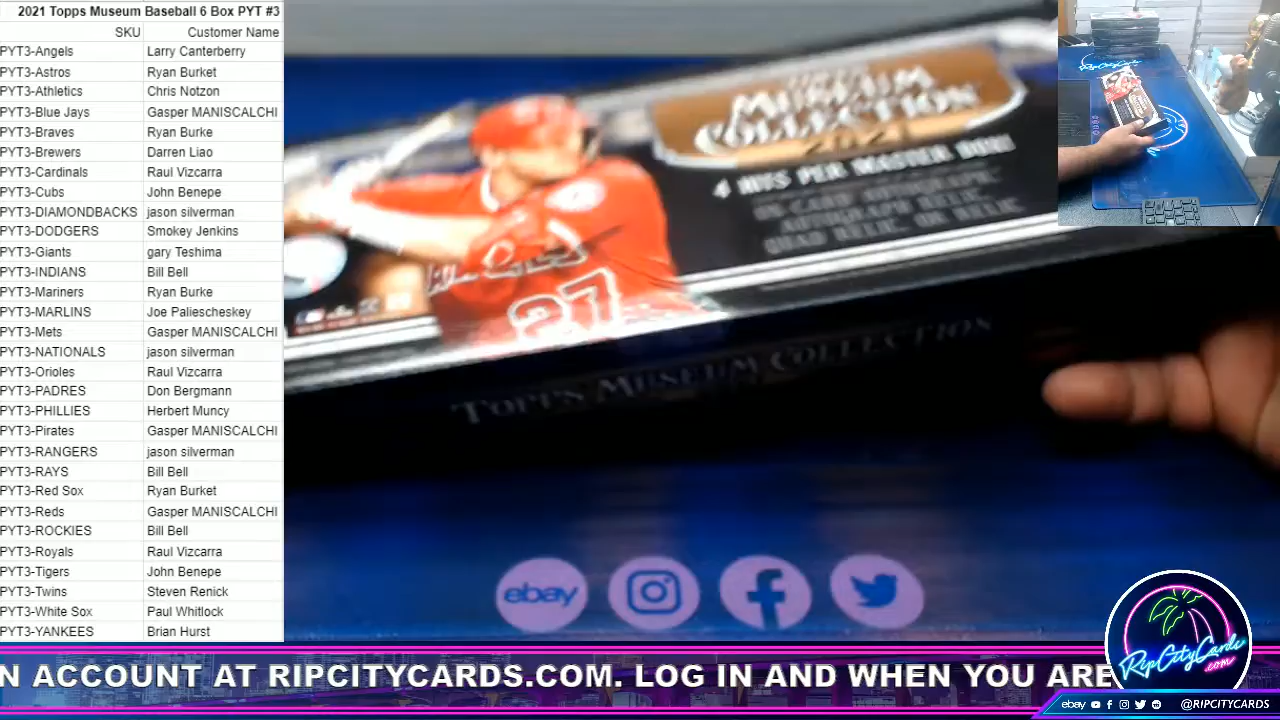 2021 Topps Museum Baseball 6 Box PYT #3
SKU Customer Name
PYT3-Angels Larry Canterberry
PYT3-Astros Ryan Burket
PYT3-Athletics Chris Notzon
PYT3-Blue Jays Gasper MANISCALCHI
PYT3-Braves Ryan Burke
PYT3-Brewers Darren Liao
PYT3-Cardinals Raul Vizcarra
PYT3-Cubs John Benepe
PYT3-DIAMONDBACKS jason silverman
PYT3-DODGERS Smokey Jenkins
PYT3-Giants gary Teshima
PYT3-INDIANS Bill Bell
PYT3-Mariners Ryan Burke
PYT3-MARLINS Joe Paliescheskey
PYT3-Mets Gasper MANISCALCHI
PYT3-NATIONALS jason silverman
PYT3-Orioles Raul Vizcarra
PYT3-PADRES Don Bergmann
PYT3-PHILLIES Herbert Muncy
PYT3-Pirates Gasper MANISCALCHI
PYT3-RANGERS jason silverman
PYT3-RAYS Bill Bell
PYT3-Red Sox Ryan Burket
PYT3-Reds Gasper MANISCALCHI
PYT3-ROCKIES Bill Bell
PYT3-Royals Raul Vizcarra
PYT3-Tigers John Benepe
PYT3-Twins Steven Renick
PYT3-White Sox Paul Whitlock
PYT3-YANKEES Brian Hurst
MUSEUM
COLLECTION
2021
4 HITS PER MASTER BOX!
27
TOPPS MUSEUM COLLECTION
ebay
N ACCOUNT AT RIPCITYCARDS.COM. LOG IN AND WHEN YOU ARE
RipCityCards
.com
ebay @RIPCITYCARDS